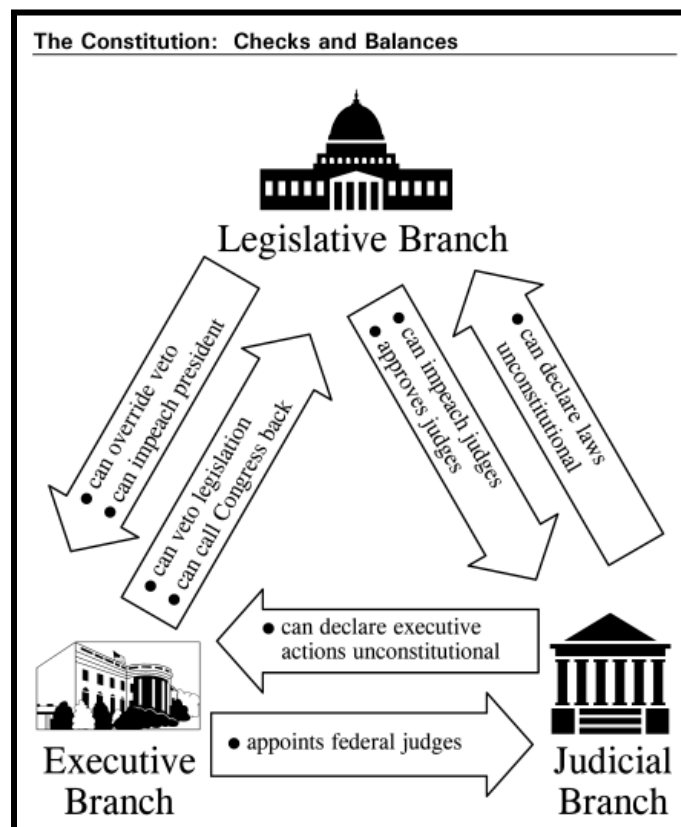 The Constitution: Checks and Balances
Legislative Branch
● can override veto
● can impeach president
● can veto legislation
● can call Congress back
● can impeach judges
● approves judges
● can declare laws
unconstitutional
● can declare executive
actions unconstitutional
● appoints federal judges
Executive
Branch
Judicial
Branch